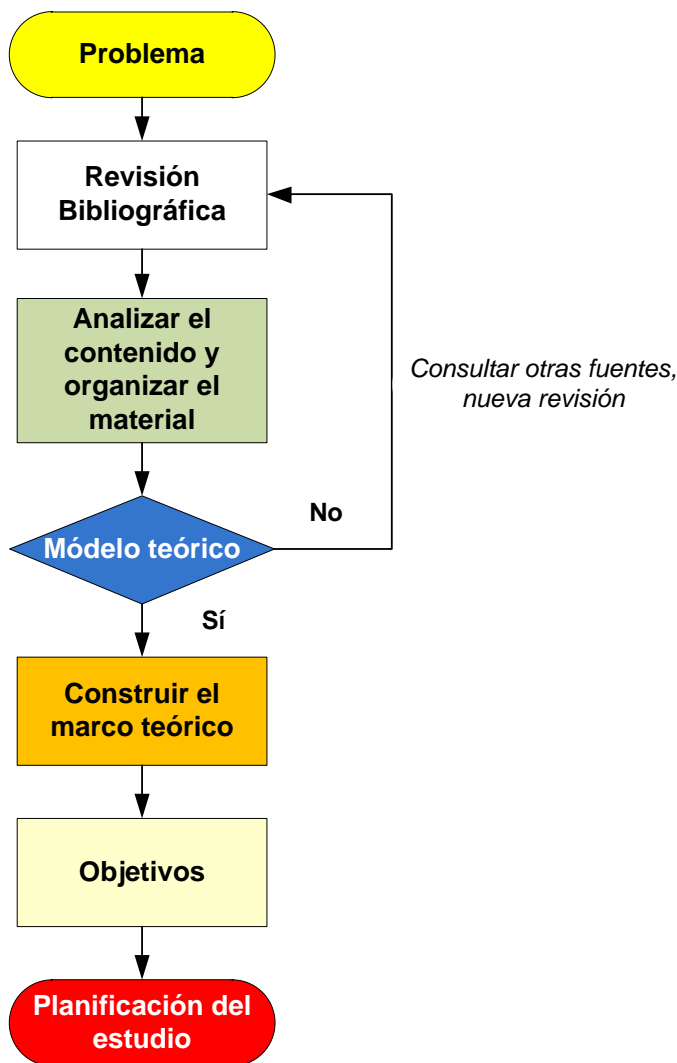 Problema
Revisión
Bibliográfica
Analizar el
contenido y
organizar el
material
Consultar otras fuentes,
nueva revisión
No
Módelo teórico
Sí
Construir el
marco teórico
Objetivos
Planificación del
estudio